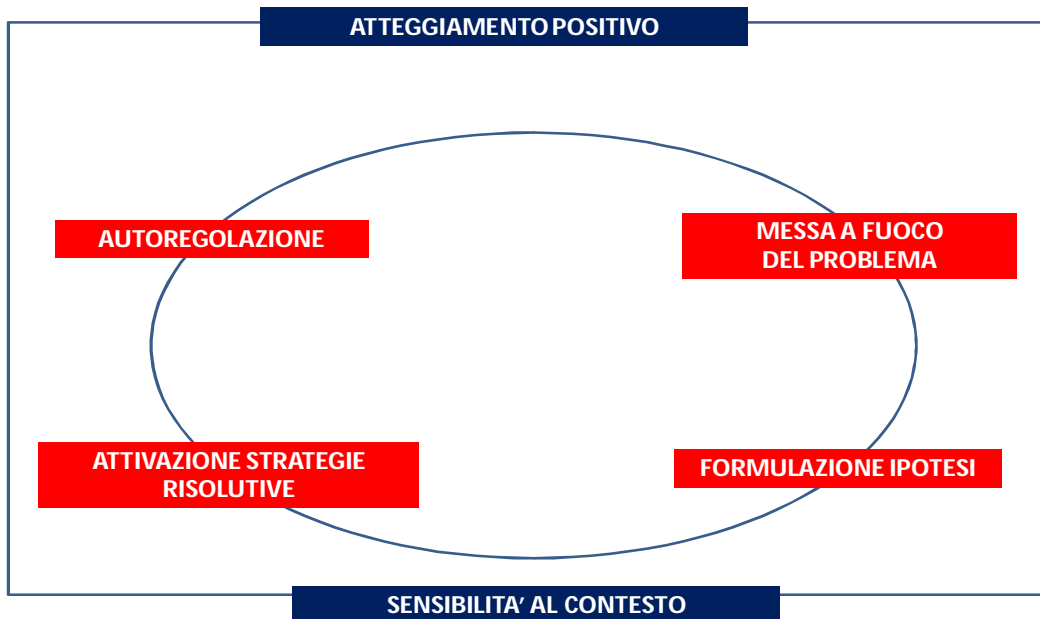 ATTEGGIAMENTO POSITIVO
AUTOREGOLAZIONE
MESSA A FUOCO
DEL PROBLEMA
ATTIVAZIONE STRATEGIE
RISOLUTIVE
FORMULAZIONE IPOTESI
SENSIBILITA’ AL CONTESTO